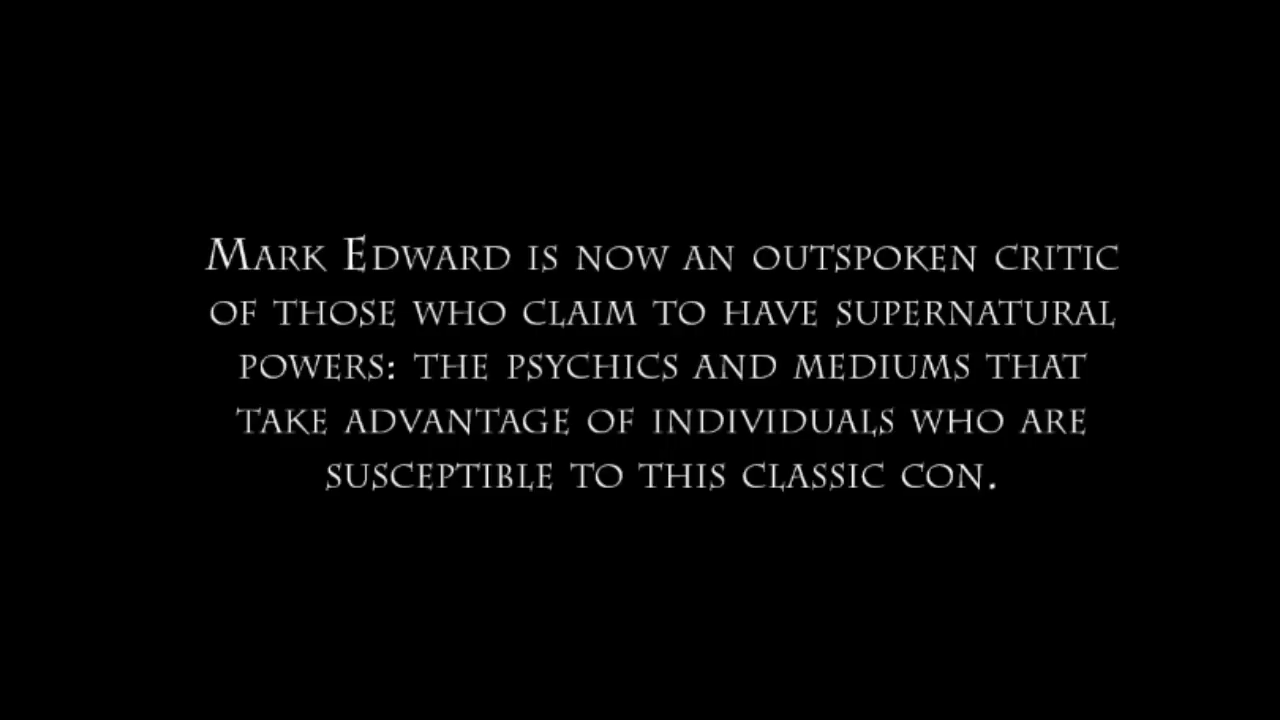 Mark Edward is now an outspoken critic
of those who claim to have supernatural
powers: the psychics and mediums that
take advantage of individuals who are
susceptible to this classic con.